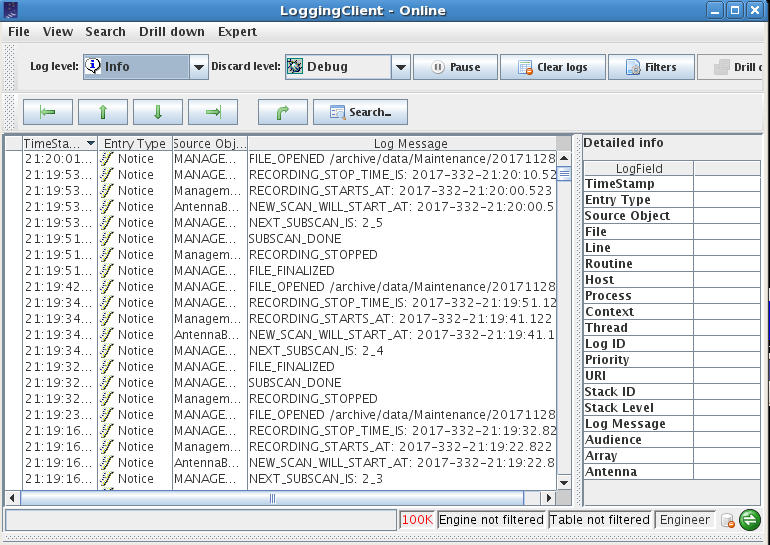 LoggingClient - Online
File View Search Drill down Expert
Log level: Info Discard level: Debug Pause Clear logs Filters Drill
Search...
TimeSta... Entry Type Source Obj... Log Message
21:20:01... Notice MANAGE... FILE_OPENED /archive/data/Maintenance/20171128
21:19:53... Notice MANAGE... RECORDING_STOP_TIME_IS: 2017-332-21:20:10.52
21:19:53... Notice Managem... RECORDING_STARTS_AT: 2017-332-21:20:00.523
21:19:53... Notice AntennaB... NEW_SCAN_WILL_START_AT: 2017-332-21:20:00.5
21:19:53... Notice MANAGE... NEXT_SUBSCAN_IS: 2_5
21:19:51... Notice MANAGE... SUBSCAN_DONE
21:19:51... Notice Managem... RECORDING_STOPPED
21:19:51... Notice MANAGE... FILE_FINALIZED
21:19:42... Notice MANAGE... FILE_OPENED /archive/data/Maintenance/20171128
21:19:34... Notice MANAGE... RECORDING_STOP_TIME_IS: 2017-332-21:19:51.12
21:19:34... Notice Managem... RECORDING_STARTS_AT: 2017-332-21:19:41.122
21:19:34... Notice AntennaB... NEW_SCAN_WILL_START_AT: 2017-332-21:19:41.1
21:19:34... Notice MANAGE... NEXT_SUBSCAN_IS: 2_4
21:19:32... Notice MANAGE... FILE_FINALIZED
21:19:32... Notice MANAGE... SUBSCAN_DONE
21:19:32... Notice Managem... RECORDING_STOPPED
21:19:23... Notice MANAGE... FILE_OPENED /archive/data/Maintenance/20171128
21:19:16... Notice MANAGE... RECORDING_STOP_TIME_IS: 2017-332-21:19:32.82
21:19:16... Notice Managem... RECORDING_STARTS_AT: 2017-332-21:19:22.822
21:19:16... Notice AntennaB... NEW_SCAN_WILL_START_AT: 2017-332-21:19:22.8
21:19:16... Notice MANAGE... NEXT_SUBSCAN_IS: 2_3
Detailed info
LogField
TimeStamp
Entry Type
Source Object
File
Line
Routine
Host
Process
Context
Thread
Log ID
Priority
URI
Stack ID
Stack Level
Log Message
Audience
Array
Antenna
100K Engine not filtered Table not filtered Engineer